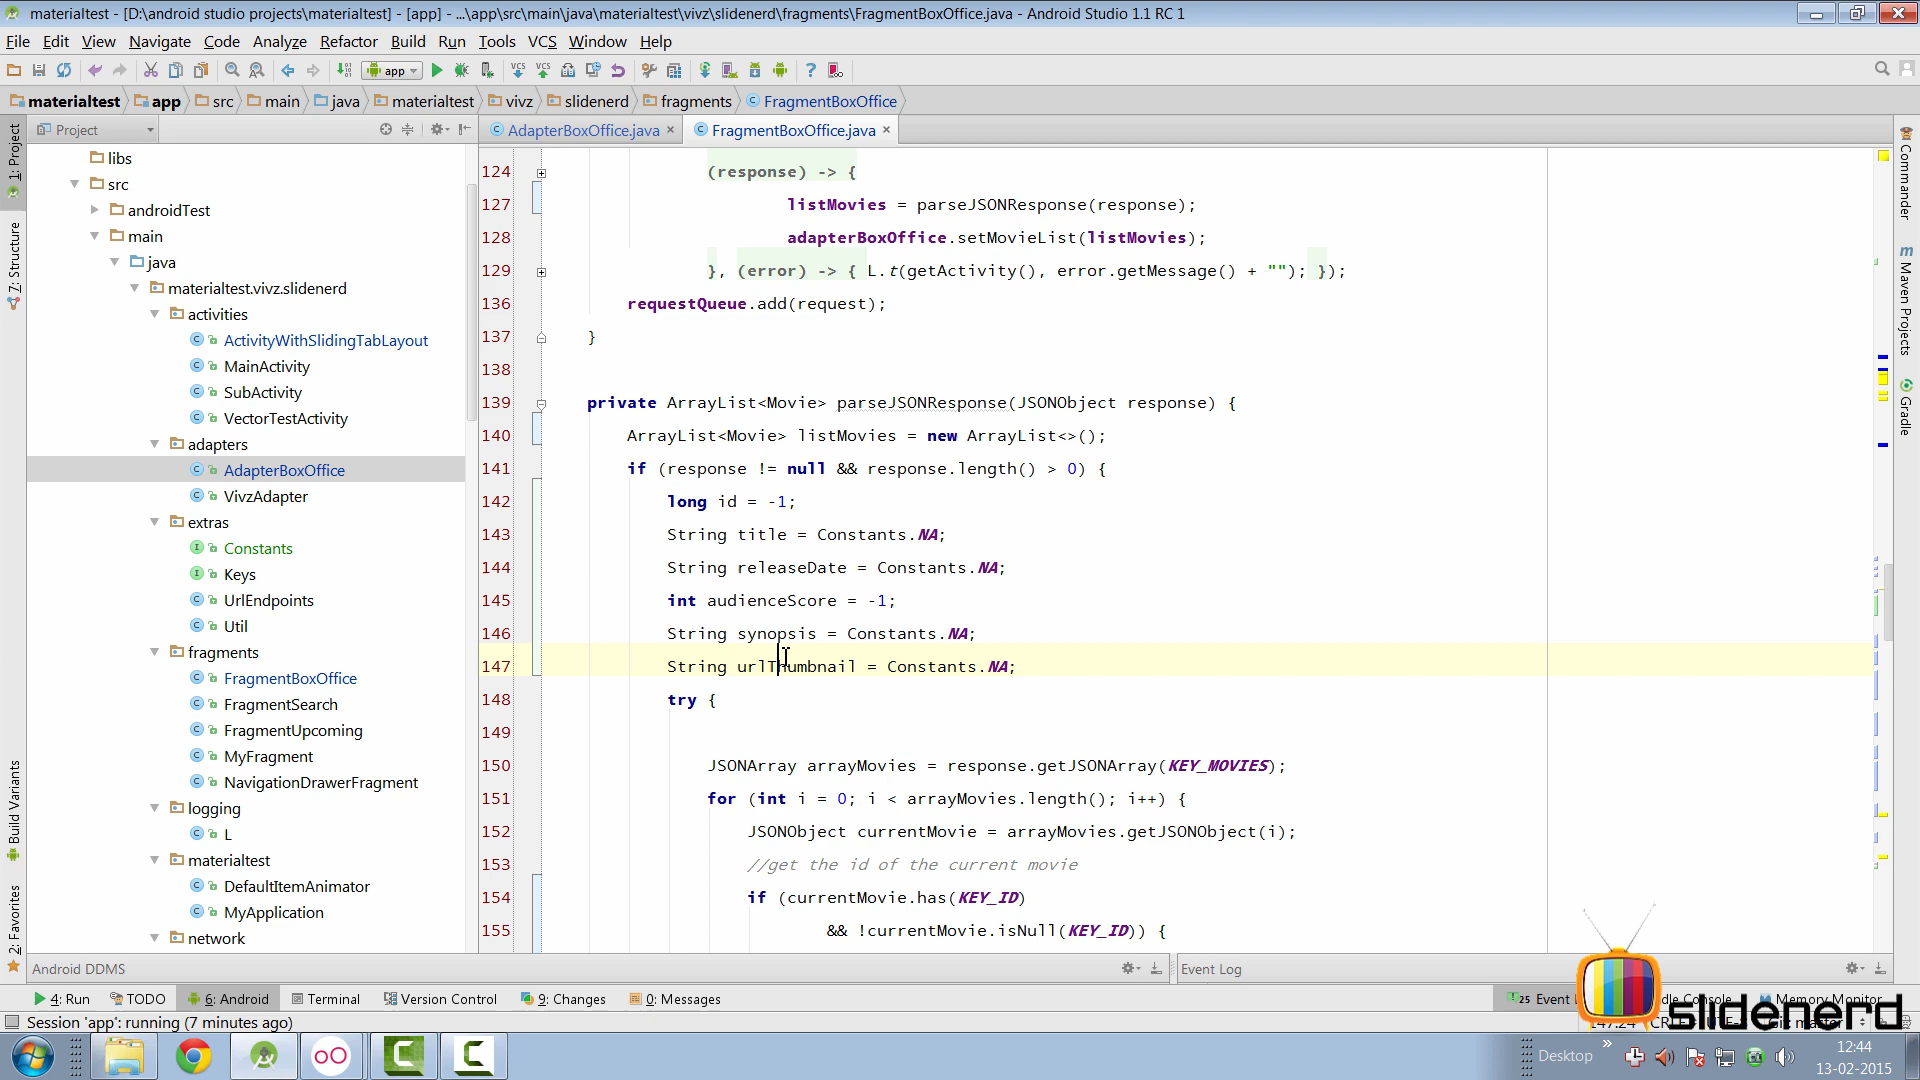 materialtest - [D:\android studio projects\materialtest] - [app] - ...\app\src\main\java\materialtest\vivz\slidenerd\fragments\FragmentBoxOffice.java - Android Studio 1.1 RC 1
File Edit View Navigate Code Analyze Refactor Build Run Tools VCS Window Help
app
materialtest app src main java materialtest vivz slidenerd fragments FragmentBoxOffice
Project
AdapterBoxOffice.java
FragmentBoxOffice.java
1: Project
7: Structure
Build Variants
2: Favorites
libs
src
androidTest
main
java
materialtest.vivz.slidenerd
activities
ActivityWithSlidingTabLayout
MainActivity
SubActivity
VectorTestActivity
adapters
AdapterBoxOffice
VivzAdapter
extras
Constants
Keys
UrlEndpoints
Util
fragments
FragmentBoxOffice
FragmentSearch
FragmentUpcoming
MyFragment
NavigationDrawerFragment
logging
L
materialtest
DefaultItemAnimator
MyApplication
network
124 (response) -> {
127 listMovies = parseJSONResponse(response);
128 adapterBoxOffice.setMovieList(listMovies);
129 }, (error) -> { L.t(getActivity(), error.getMessage() + ""); });
136 requestQueue.add(request);
137 }
138
139 private ArrayList<Movie> parseJSONResponse(JSONObject response) {
140 ArrayList<Movie> listMovies = new ArrayList<>();
141 if (response != null && response.length() > 0) {
142 long id = -1;
143 String title = Constants.NA;
144 String releaseDate = Constants.NA;
145 int audienceScore = -1;
146 String synopsis = Constants.NA;
147 String urlThumbnail = Constants.NA;
148 try {
149
150 JSONArray arrayMovies = response.getJSONArray(KEY_MOVIES);
151 for (int i = 0; i < arrayMovies.length(); i++) {
152 JSONObject currentMovie = arrayMovies.getJSONObject(i);
153 //get the id of the current movie
154 if (currentMovie.has(KEY_ID)
155 && !currentMovie.isNull(KEY_ID)) {
Commander
Maven Projects
Gradle
Android DDMS
Event Log
4: Run TODO 6: Android Terminal Version Control 9: Changes 0: Messages
25 Event Console Memory Monitor
Session 'app': running (7 minutes ago)
147:24
slidenerd
Desktop
12:44
13-02-2015